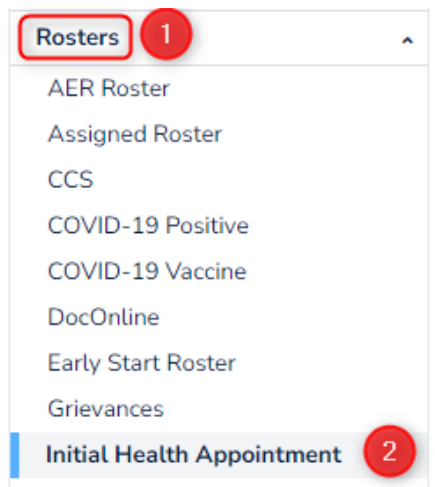 Rosters 1
AER Roster
Assigned Roster
CCS
COVID-19 Positive
COVID-19 Vaccine
DocOnline
Early Start Roster
Grievances
Initial Health Appointment 2